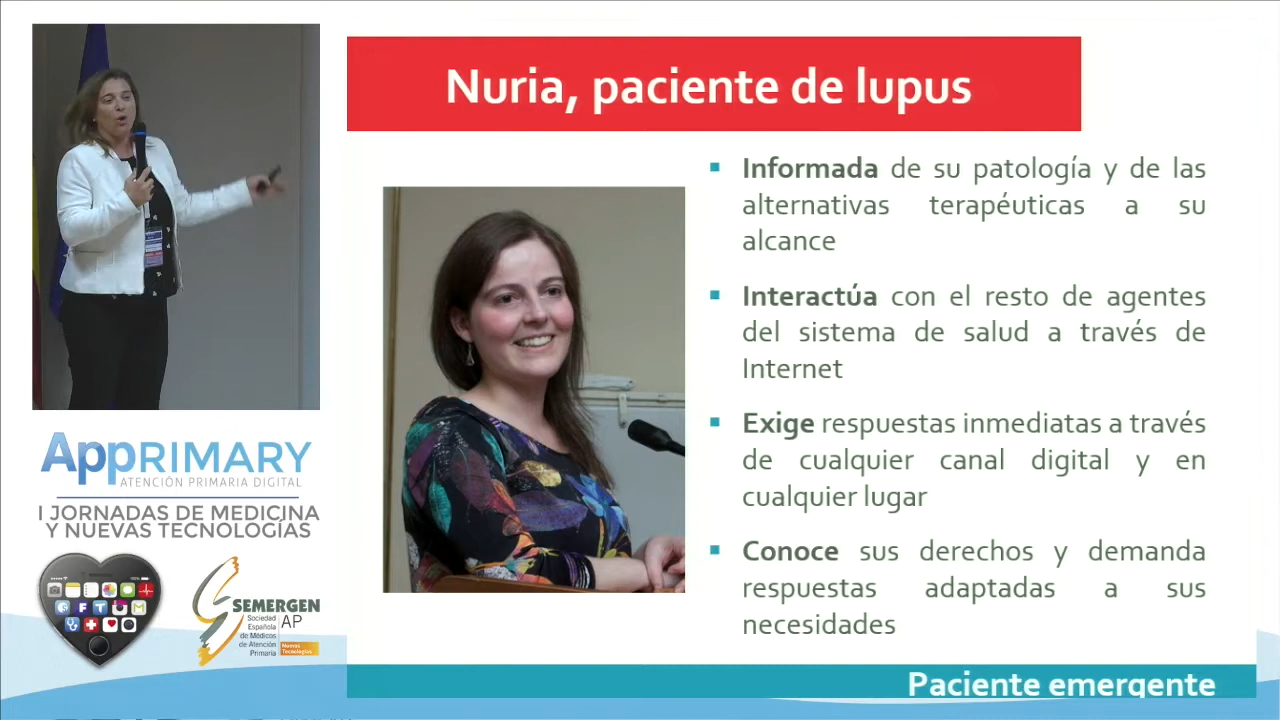 Nuria, paciente de lupus
Informada de su patología y de las
alternativas terapéuticas a su
alcance
Interactúa con el resto de agentes
del sistema de salud a través de
Internet
Exige respuestas inmediatas a través
de cualquier canal digital y en
cualquier lugar
Conoce sus derechos y demanda
respuestas adaptadas a sus
necesidades
Paciente emergente
AppRIMARY
ATENCIÓN PRIMARIA DIGITAL
I JORNADAS DE MEDICINA
Y NUEVAS TECNOLOGÍAS
SEMERGEN
AP
Sociedad
Española
de Médicos
de Atención
Primaria
Nuevas
Tecnologías